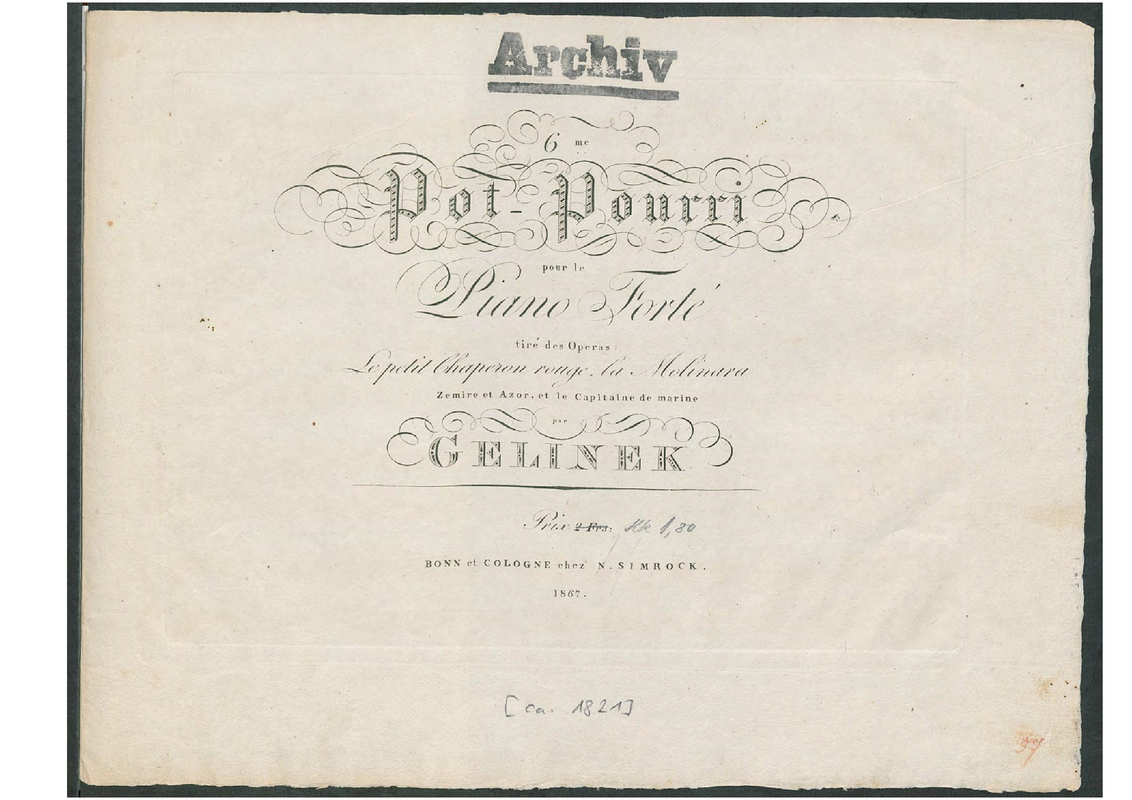 Archiv
6 me
Pot-Pourri
pour le
Piano Forté
tiré des Operas:
Le petit Chaperon rouge, la Molinara
Zemire et Azor, et le Capitaine de marine
par
GELINEK
Prix 2 Frs. Mk 1,80
BONN et COLOGNE chez N. SIMROCK.
1867.
[ca. 1821]